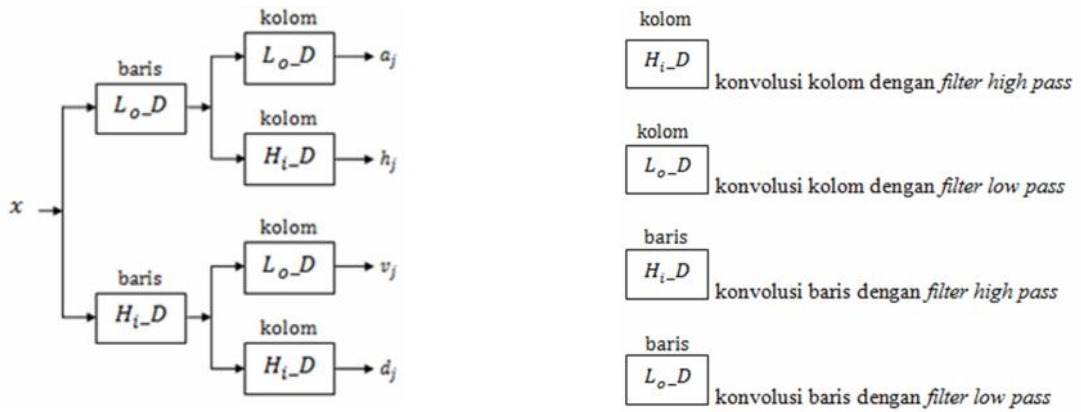 kolom
L_o_D
a_j
baris
L_o_D
kolom
H_i_D
h_j
x
kolom
L_o_D
v_j
baris
H_i_D
kolom
H_i_D
d_j
kolom
H_i_D
konvolusi kolom dengan filter high pass
kolom
L_o_D
konvolusi kolom dengan filter low pass
baris
H_i_D
konvolusi baris dengan filter high pass
baris
L_o_D
konvolusi baris dengan filter low pass